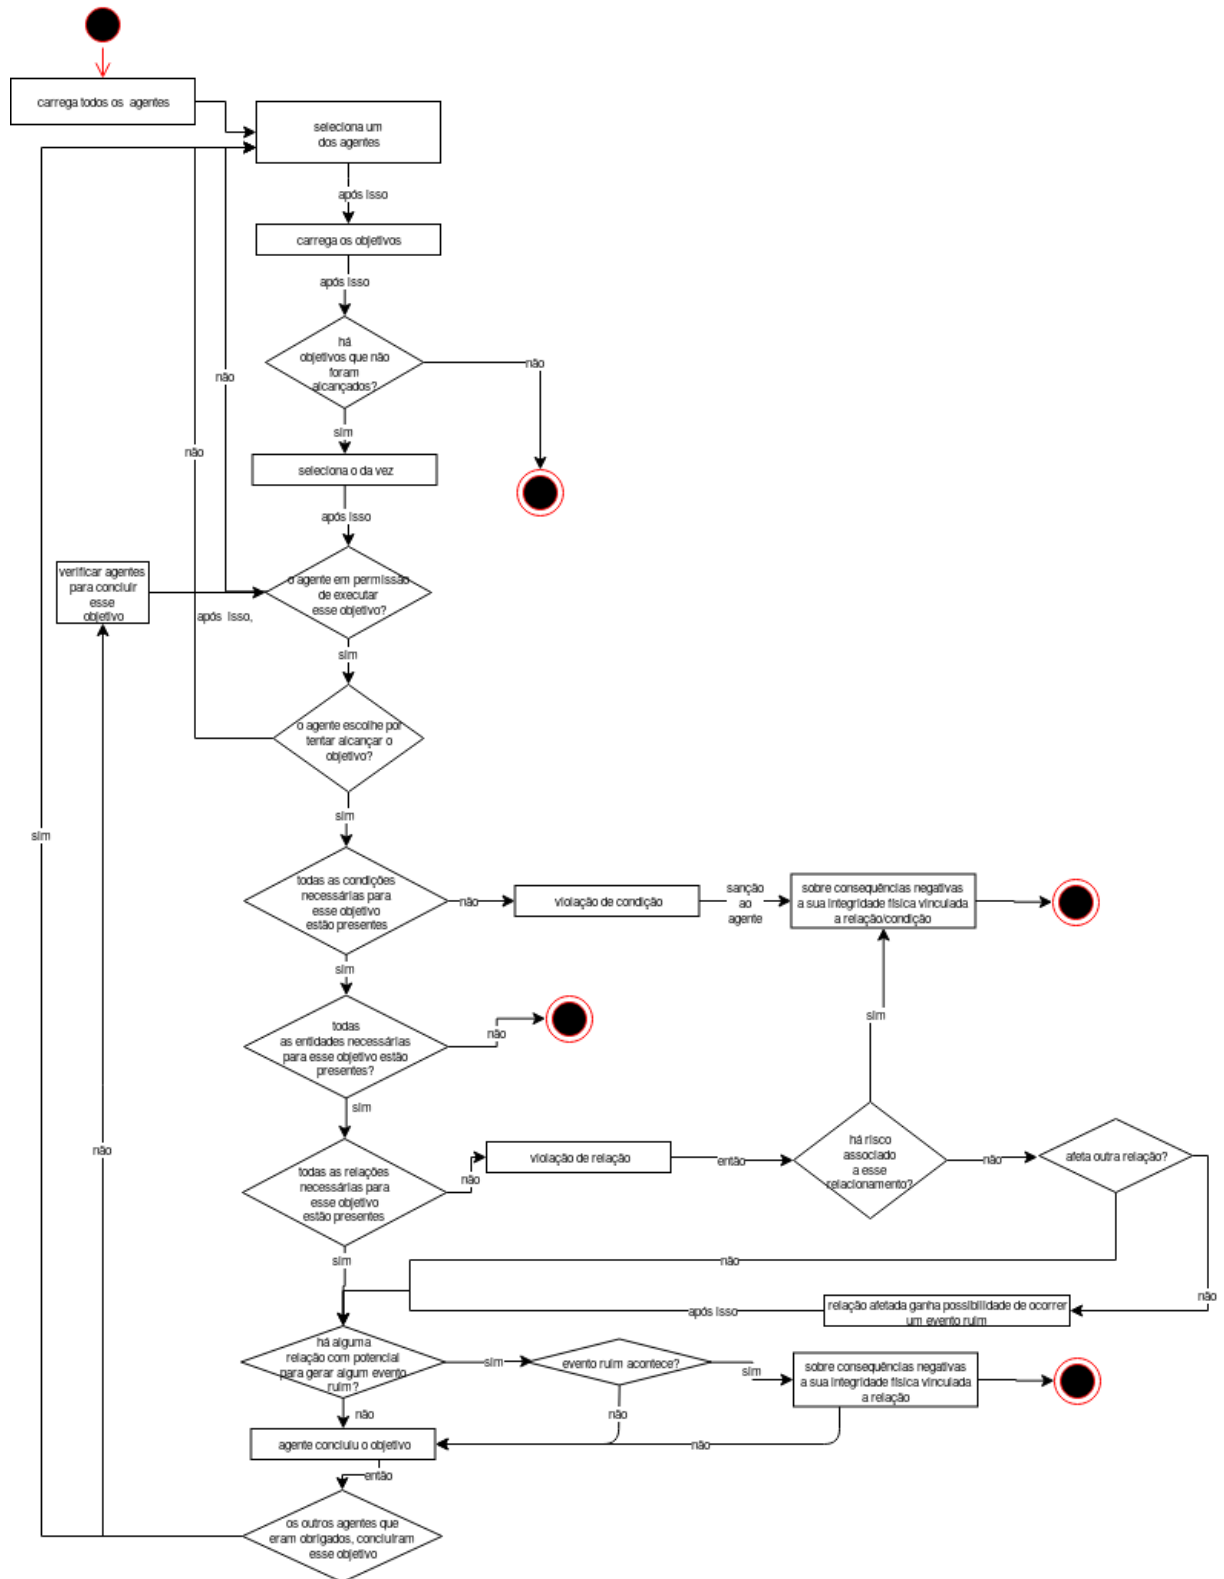 carrega todos os agentes
seleciona um
dos agentes
após isso
carrega os objetivos
após isso
há
objetivos que não
foram
alcançados?
não
não
sim
não
seleciona o da vez
após isso
verificar agentes
para concluir
esse
objetivo
após isso,
o agente em permissão
de executar
esse objetivo?
sim
o agente escolhe por
tentar alcançar o
objetivo?
sim
sim
todas as condições
necessárias para
esse objetivo
estão presentes
não
violação de condição
sanção
ao
agente
sobre consequências negativas
a sua integridade física vinculada
a relação/condição
sim
todas
as entidades necessárias
para esse objetivo estão
presentes?
não
sim
sim
não
todas as relações
necessárias para
esse objetivo
estão presentes
não
violação de relação
então
há risco
associado
a esse
relacionamento?
não
afeta outra relação?
sim
não
não
relação afetada ganha possibilidade de ocorrer
um evento ruim
após isso
há alguma
relação com potencial
para gerar algum evento
ruim?
sim
evento ruim acontece?
sim
sobre consequências negativas
a sua integridade física vinculada
a relação
não
não
não
agente concluiu o objetivo
então
os outros agentes que
eram obrigados, concluíram
esse objetivo